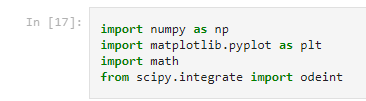 In [17]:
import numpy as np
import matplotlib.pyplot as plt
import math
from scipy.integrate import odeint